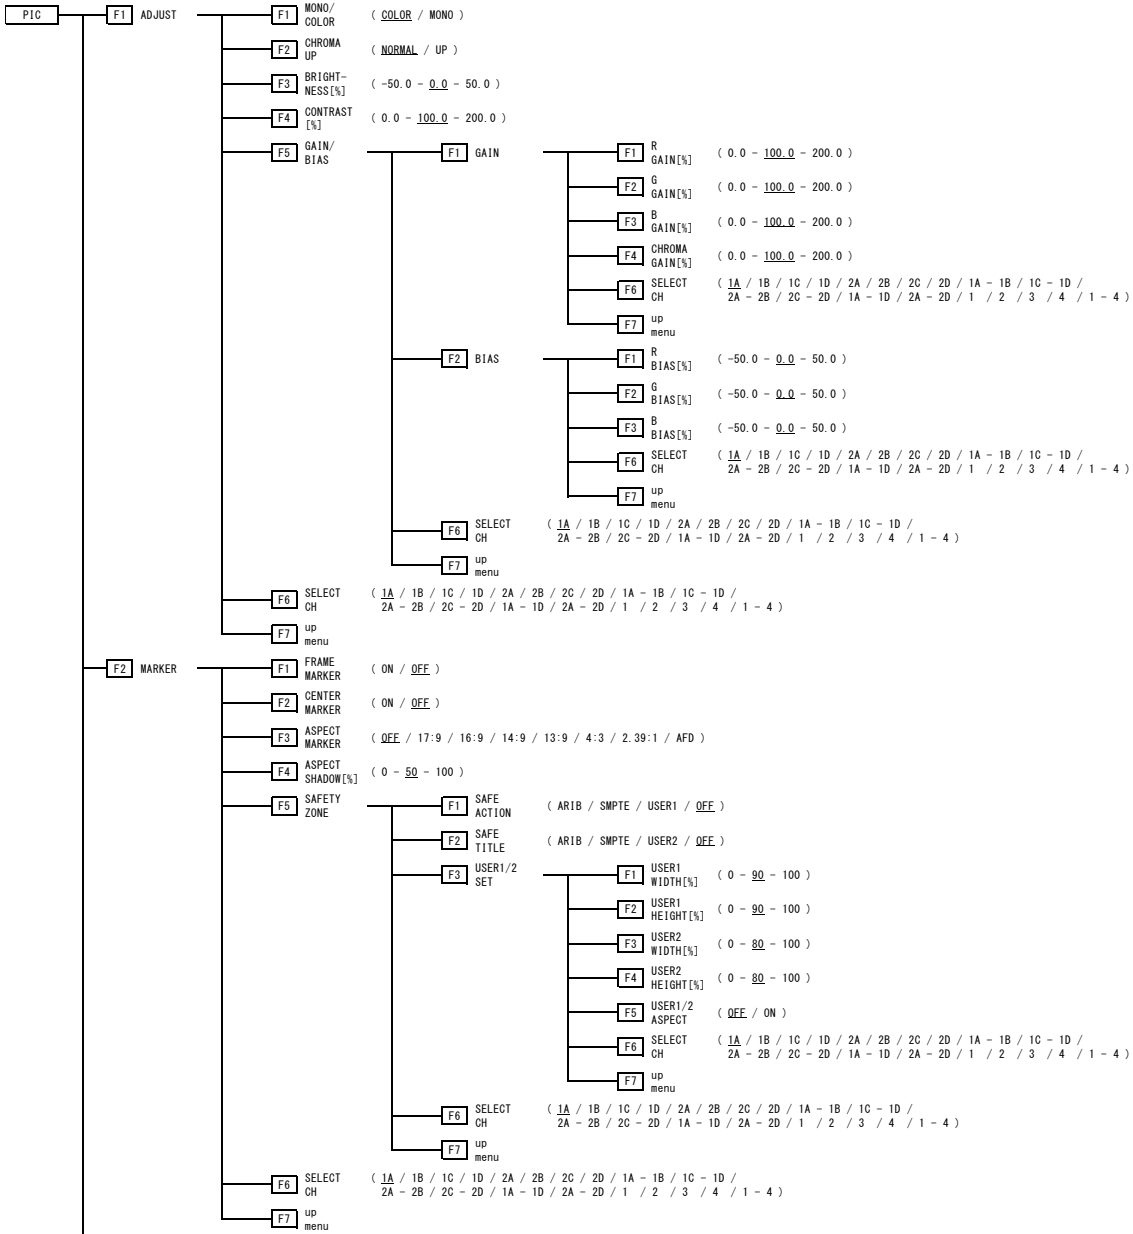 PIC F1 ADJUST F1 MONO/
COLOR ( COLOR / MONO )
F2 CHROMA
UP ( NORMAL / UP )
F3 BRIGHT-
NESS[%] ( -50.0 - 0.0 - 50.0 )
F4 CONTRAST
[%] ( 0.0 - 100.0 - 200.0 )
F5 GAIN/
BIAS F1 GAIN F1 R
GAIN[%] ( 0.0 - 100.0 - 200.0 )
F2 G
GAIN[%] ( 0.0 - 100.0 - 200.0 )
F3 B
GAIN[%] ( 0.0 - 100.0 - 200.0 )
F4 CHROMA
GAIN[%] ( 0.0 - 100.0 - 200.0 )
F6 SELECT
CH ( 1A / 1B / 1C / 1D / 2A / 2B / 2C / 2D / 1A - 1B / 1C - 1D /
2A - 2B / 2C - 2D / 1A - 1D / 2A - 2D / 1 / 2 / 3 / 4 / 1 - 4 )
F7 up
menu
F2 BIAS F1 R
BIAS[%] ( -50.0 - 0.0 - 50.0 )
F2 G
BIAS[%] ( -50.0 - 0.0 - 50.0 )
F3 B
BIAS[%] ( -50.0 - 0.0 - 50.0 )
F6 SELECT
CH ( 1A / 1B / 1C / 1D / 2A / 2B / 2C / 2D / 1A - 1B / 1C - 1D /
2A - 2B / 2C - 2D / 1A - 1D / 2A - 2D / 1 / 2 / 3 / 4 / 1 - 4 )
F7 up
menu
F6 SELECT
CH ( 1A / 1B / 1C / 1D / 2A / 2B / 2C / 2D / 1A - 1B / 1C - 1D /
2A - 2B / 2C - 2D / 1A - 1D / 2A - 2D / 1 / 2 / 3 / 4 / 1 - 4 )
F7 up
menu
F6 SELECT
CH ( 1A / 1B / 1C / 1D / 2A / 2B / 2C / 2D / 1A - 1B / 1C - 1D /
2A - 2B / 2C - 2D / 1A - 1D / 2A - 2D / 1 / 2 / 3 / 4 / 1 - 4 )
F7 up
menu
F2 MARKER F1 FRAME
MARKER ( ON / OFF )
F2 CENTER
MARKER ( ON / OFF )
F3 ASPECT
MARKER ( OFF / 17:9 / 16:9 / 14:9 / 13:9 / 4:3 / 2.39:1 / AFD )
F4 ASPECT
SHADOW[%] ( 0 - 50 - 100 )
F5 SAFETY
ZONE F1 SAFE
ACTION ( ARIB / SMPTE / USER1 / OFF )
F2 SAFE
TITLE ( ARIB / SMPTE / USER2 / OFF )
F3 USER1/2
SET F1 USER1
WIDTH[%] ( 0 - 90 - 100 )
F2 USER1
HEIGHT[%] ( 0 - 90 - 100 )
F3 USER2
WIDTH[%] ( 0 - 80 - 100 )
F4 USER2
HEIGHT[%] ( 0 - 80 - 100 )
F5 USER1/2
ASPECT ( OFF / ON )
F6 SELECT
CH ( 1A / 1B / 1C / 1D / 2A / 2B / 2C / 2D / 1A - 1B / 1C - 1D /
2A - 2B / 2C - 2D / 1A - 1D / 2A - 2D / 1 / 2 / 3 / 4 / 1 - 4 )
F7 up
menu
F6 SELECT
CH ( 1A / 1B / 1C / 1D / 2A / 2B / 2C / 2D / 1A - 1B / 1C - 1D /
2A - 2B / 2C - 2D / 1A - 1D / 2A - 2D / 1 / 2 / 3 / 4 / 1 - 4 )
F7 up
menu
F6 SELECT
CH ( 1A / 1B / 1C / 1D / 2A / 2B / 2C / 2D / 1A - 1B / 1C - 1D /
2A - 2B / 2C - 2D / 1A - 1D / 2A - 2D / 1 / 2 / 3 / 4 / 1 - 4 )
F7 up
menu